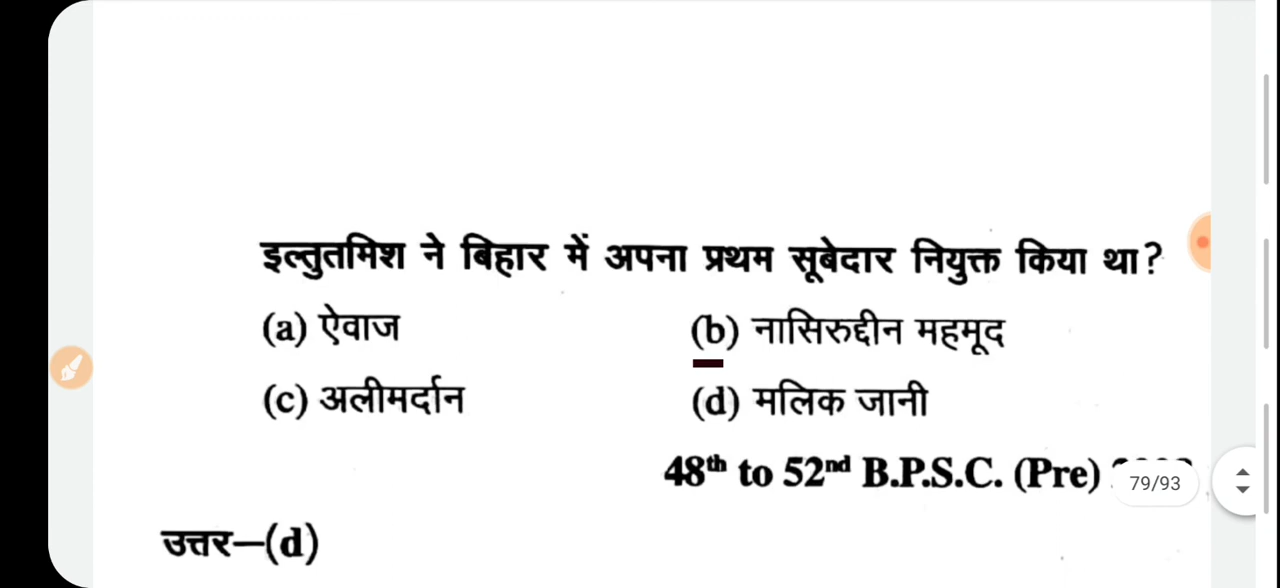 इल्तुतमिश ने बिहार में अपना प्रथम सूबेदार नियुक्त किया था?
(a) ऐवाज (b) नासिरुद्दीन महमूद
(c) अलीमर्दान (d) मलिक जानी
48th to 52nd B.P.S.C. (Pre)
79/93
उत्तर—(d)